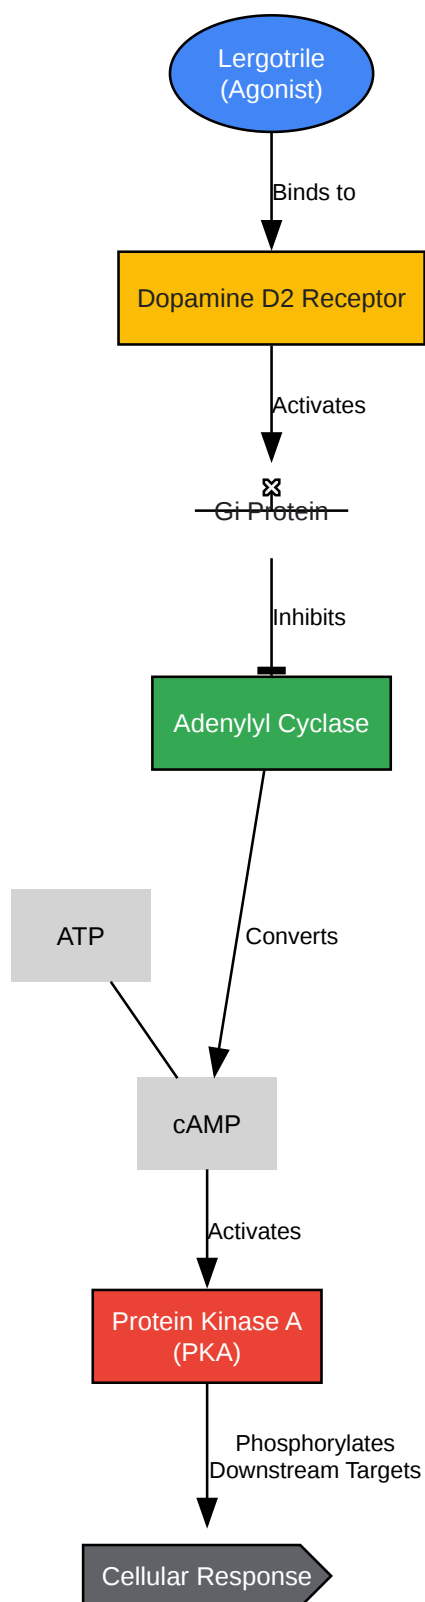 Lergotrile
(Agonist)
Binds to
Dopamine D2 Receptor
Activates
Gi Protein
Inhibits
Adenylyl Cyclase
ATP
Converts
cAMP
Activates
Protein Kinase A
(PKA)
Phosphorylates
Downstream Targets
Cellular Response